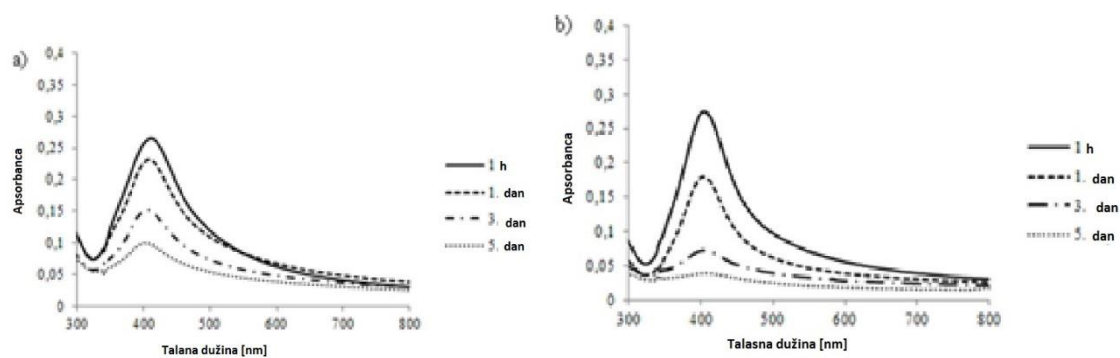 a)
Apsorbanca
0,4
0,35
0,3
0,25
0,2
0,15
0,1
0,05
0
300 400 500 600 700 800
Talana dužina [nm]
1 h
1. dan
3. dan
5. dan
b)
Apsorbanca
0,4
0,35
0,3
0,25
0,2
0,15
0,1
0,05
0
300 400 500 600 700 800
Talasna dužina [nm]
1 h
1. dan
3. dan
5. dan